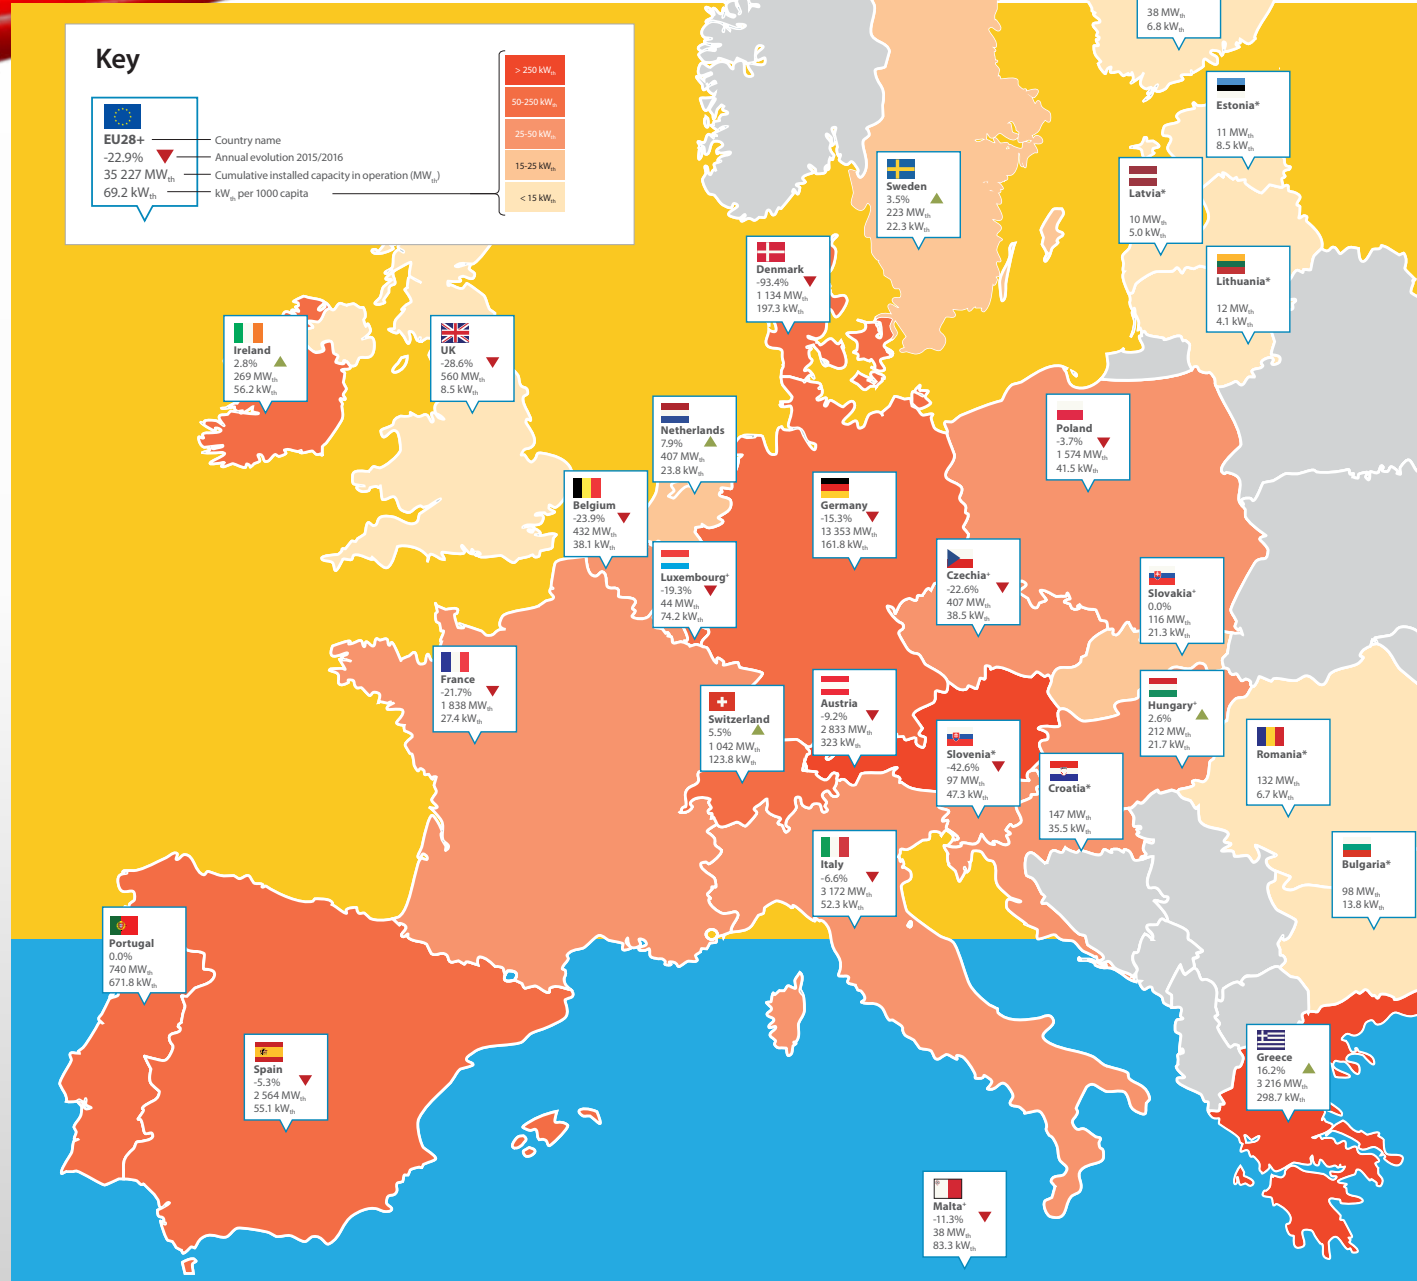 Key
EU28+
-22.9%
35 227 MWth
69.2 kWth
Country name
Annual evolution 2015/2016
Cumulative installed capacity in operation (MWth)
kWth per 1000 capita
> 250 kWth
50-250 kWth
25-50 kWth
15-25 kWth
< 15 kWth
38 MWth
6.8 kWth
Estonia*
11 MWth
8.5 kWth
Sweden
3.5%
223 MWth
22.3 kWth
Latvia*
10 MWth
5.0 kWth
Denmark
-93.4%
1 134 MWth
197.3 kWth
Lithuania*
12 MWth
4.1 kWth
Ireland
2.8%
269 MWth
56.2 kWth
UK
-28.6%
560 MWth
8.5 kWth
Netherlands
7.9%
407 MWth
23.8 kWth
Poland
-3.7%
1 574 MWth
41.5 kWth
Belgium
-23.9%
432 MWth
38.1 kWth
Germany
-15.3%
13 353 MWth
161.8 kWth
Luxembourg+
-19.3%
44 MWth
74.2 kWth
Czechia+
-22.6%
407 MWth
38.5 kWth
Slovakia+
0.0%
116 MWth
21.3 kWth
France
-21.7%
1 838 MWth
27.4 kWth
Switzerland
5.5%
1 042 MWth
123.8 kWth
Austria
-9.2%
2 833 MWth
323 kWth
Slovenia*
-42.6%
97 MWth
47.3 kWth
Hungary+
2.6%
212 MWth
21.7 kWth
Croatia*
147 MWth
35.5 kWth
Romania*
132 MWth
6.7 kWth
Italy
-6.6%
3 172 MWth
52.3 kWth
Bulgaria*
98 MWth
13.8 kWth
Portugal
0.0%
740 MWth
671.8 kWth
Spain
-5.3%
2 564 MWth
55.1 kWth
Greece
16.2%
3 216 MWth
298.7 kWth
Malta+
-11.3%
38 MWth
83.3 kWth